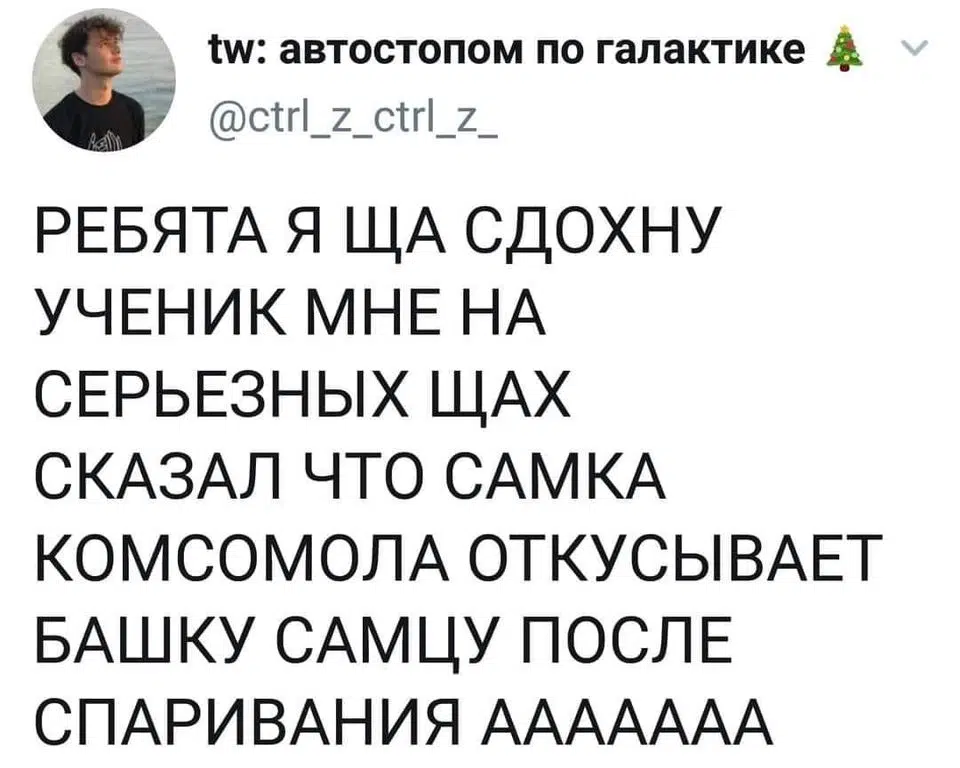 tw: автостопом по галактике 🎄
@ctrl_z_ctrl_z_
РЕБЯТА Я ЩА СДОХНУ
УЧЕНИК МНЕ НА
СЕРЬЕЗНЫХ ЩАХ
СКАЗАЛ ЧТО САМКА
КОМСОМОЛА ОТКУСЫВАЕТ
БАШКУ САМЦУ ПОСЛЕ
СПАРИВАНИЯ ААААААА